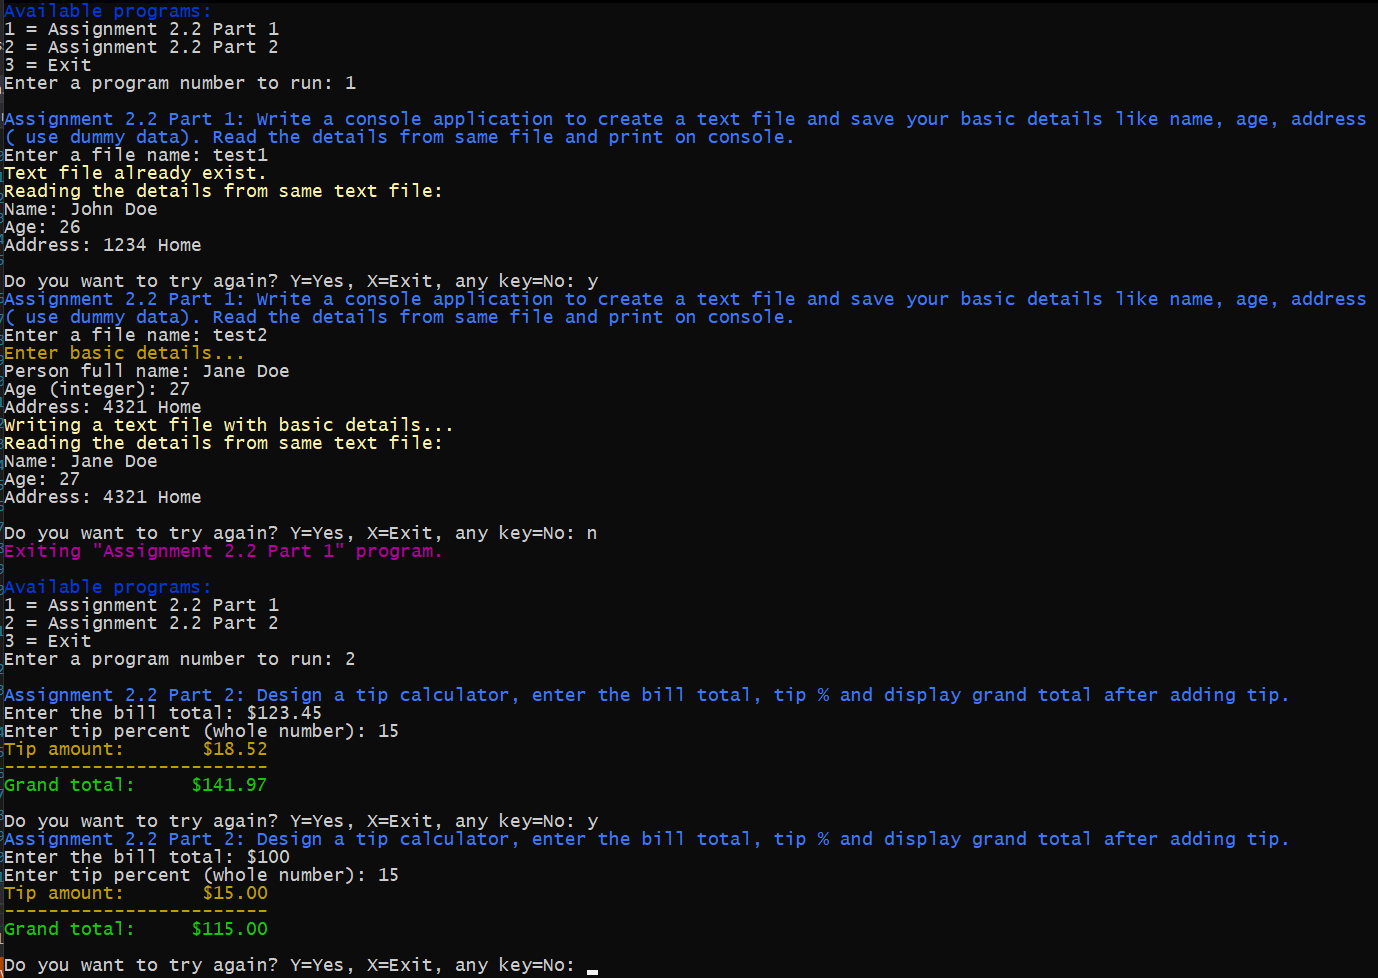 Available programs:
1 = Assignment 2.2 Part 1
2 = Assignment 2.2 Part 2
3 = Exit
Enter a program number to run: 1
Assignment 2.2 Part 1: Write a console application to create a text file and save your basic details like name, age, address
( use dummy data). Read the details from same file and print on console.
Enter a file name: test1
Text file already exist.
Reading the details from same text file:
Name: John Doe
Age: 26
Address: 1234 Home
Do you want to try again? Y=Yes, X=Exit, any key=No: y
Assignment 2.2 Part 1: Write a console application to create a text file and save your basic details like name, age, address
( use dummy data). Read the details from same file and print on console.
Enter a file name: test2
Enter basic details...
Person full name: Jane Doe
Age (integer): 27
Address: 4321 Home
Writing a text file with basic details...
Reading the details from same text file:
Name: Jane Doe
Age: 27
Address: 4321 Home
Do you want to try again? Y=Yes, X=Exit, any key=No: n
Exiting "Assignment 2.2 Part 1" program.
Available programs:
1 = Assignment 2.2 Part 1
2 = Assignment 2.2 Part 2
3 = Exit
Enter a program number to run: 2
Assignment 2.2 Part 2: Design a tip calculator, enter the bill total, tip % and display grand total after adding tip.
Enter the bill total: $123.45
Enter tip percent (whole number): 15
Tip amount: $18.52
------------------------
Grand total: $141.97
Do you want to try again? Y=Yes, X=Exit, any key=No: y
Assignment 2.2 Part 2: Design a tip calculator, enter the bill total, tip % and display grand total after adding tip.
Enter the bill total: $100
Enter tip percent (whole number): 15
Tip amount: $15.00
------------------------
Grand total: $115.00
Do you want to try again? Y=Yes, X=Exit, any key=No: